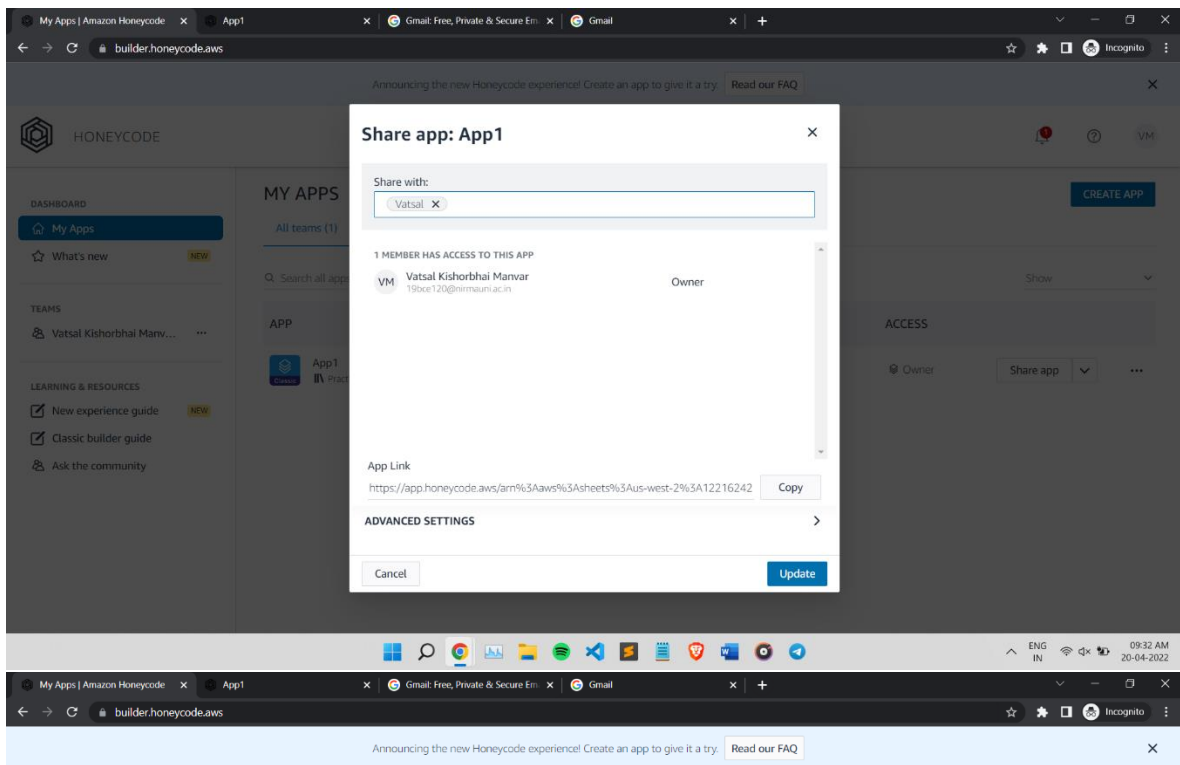 My Apps | Amazon Honeycode
App1
Gmail: Free, Private & Secure Em
Gmail
builder.honeycode.aws
Incognito
Announcing the new Honeycode experience! Create an app to give it a try. Read our FAQ
HONEYCODE
1
VM
DASHBOARD
My Apps
What's new NEW
TEAMS
Vatsal Kishorbhai Manv...
LEARNING & RESOURCES
New experience guide NEW
Classic builder guide
Ask the community
MY APPS
CREATE APP
All teams (1)
Search all apps
Show
APP
ACCESS
App1
Classic
Pract
Owner
Share app
Share app: App1
Share with:
Vatsal
1 MEMBER HAS ACCESS TO THIS APP
VM
Vatsal Kishorbhai Manvar
Owner
19bce120@nirmauni.ac.in
App Link
https://app.honeycode.aws/arn%3Aaws%3Asheets%3Aus-west-2%3A12216242
Copy
ADVANCED SETTINGS
Cancel
Update
ENG
IN
09:32 AM
20-04-2022
My Apps | Amazon Honeycode
App1
Gmail: Free, Private & Secure Em
Gmail
builder.honeycode.aws
Incognito
Announcing the new Honeycode experience! Create an app to give it a try. Read our FAQ